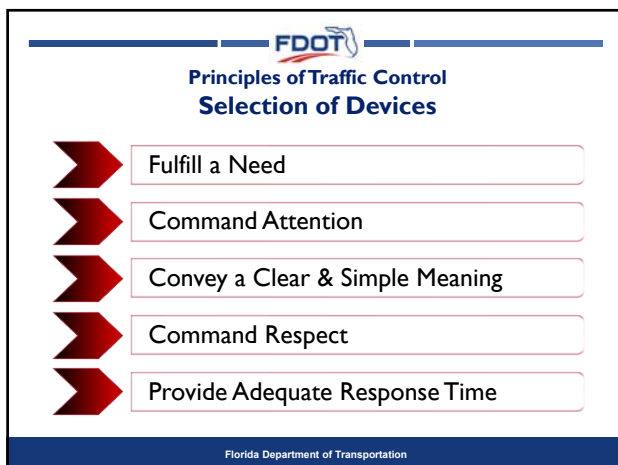 FDOT
Principles of Traffic Control
Selection of Devices
Fulfill a Need
Command Attention
Convey a Clear & Simple Meaning
Command Respect
Provide Adequate Response Time
Florida Department of Transportation